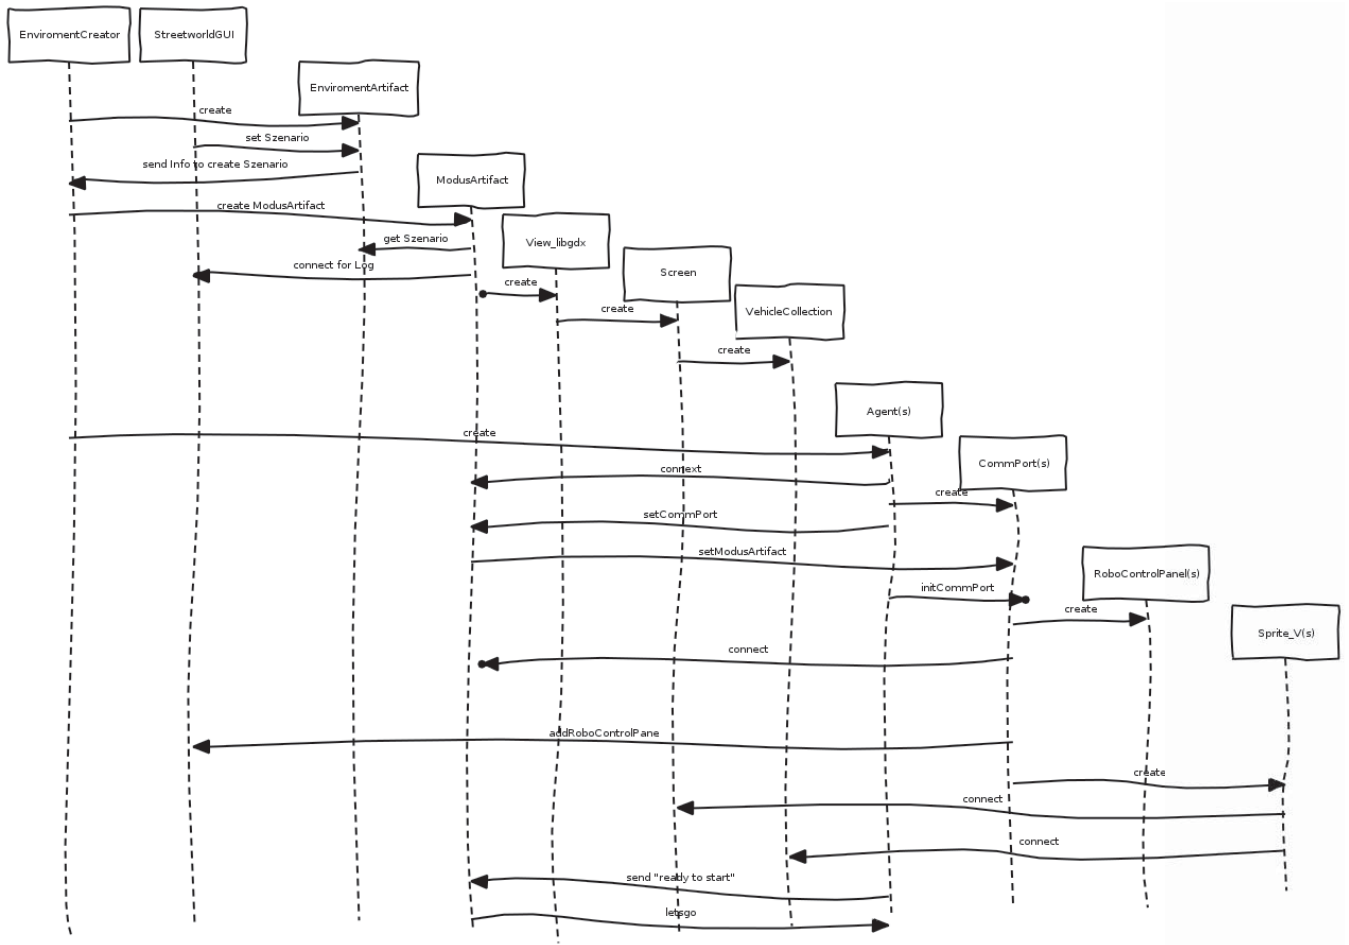 EnviromentCreator
StreetworldGUI
EnviromentArtifact
create
set Szenario
send Info to create Szenario
ModusArtifact
create ModusArtifact
View_libgdx
get Szenario
connect for Log
Screen
create
VehicleCollection
create
create
Agent(s)
create
CommPort(s)
connext
create
setCommPort
setModusArtifact
RoboControlPanel(s)
initCommPort
create
Sprite_V(s)
connect
addRoboControlPane
create
connect
connect
send "ready to start"
letsgo